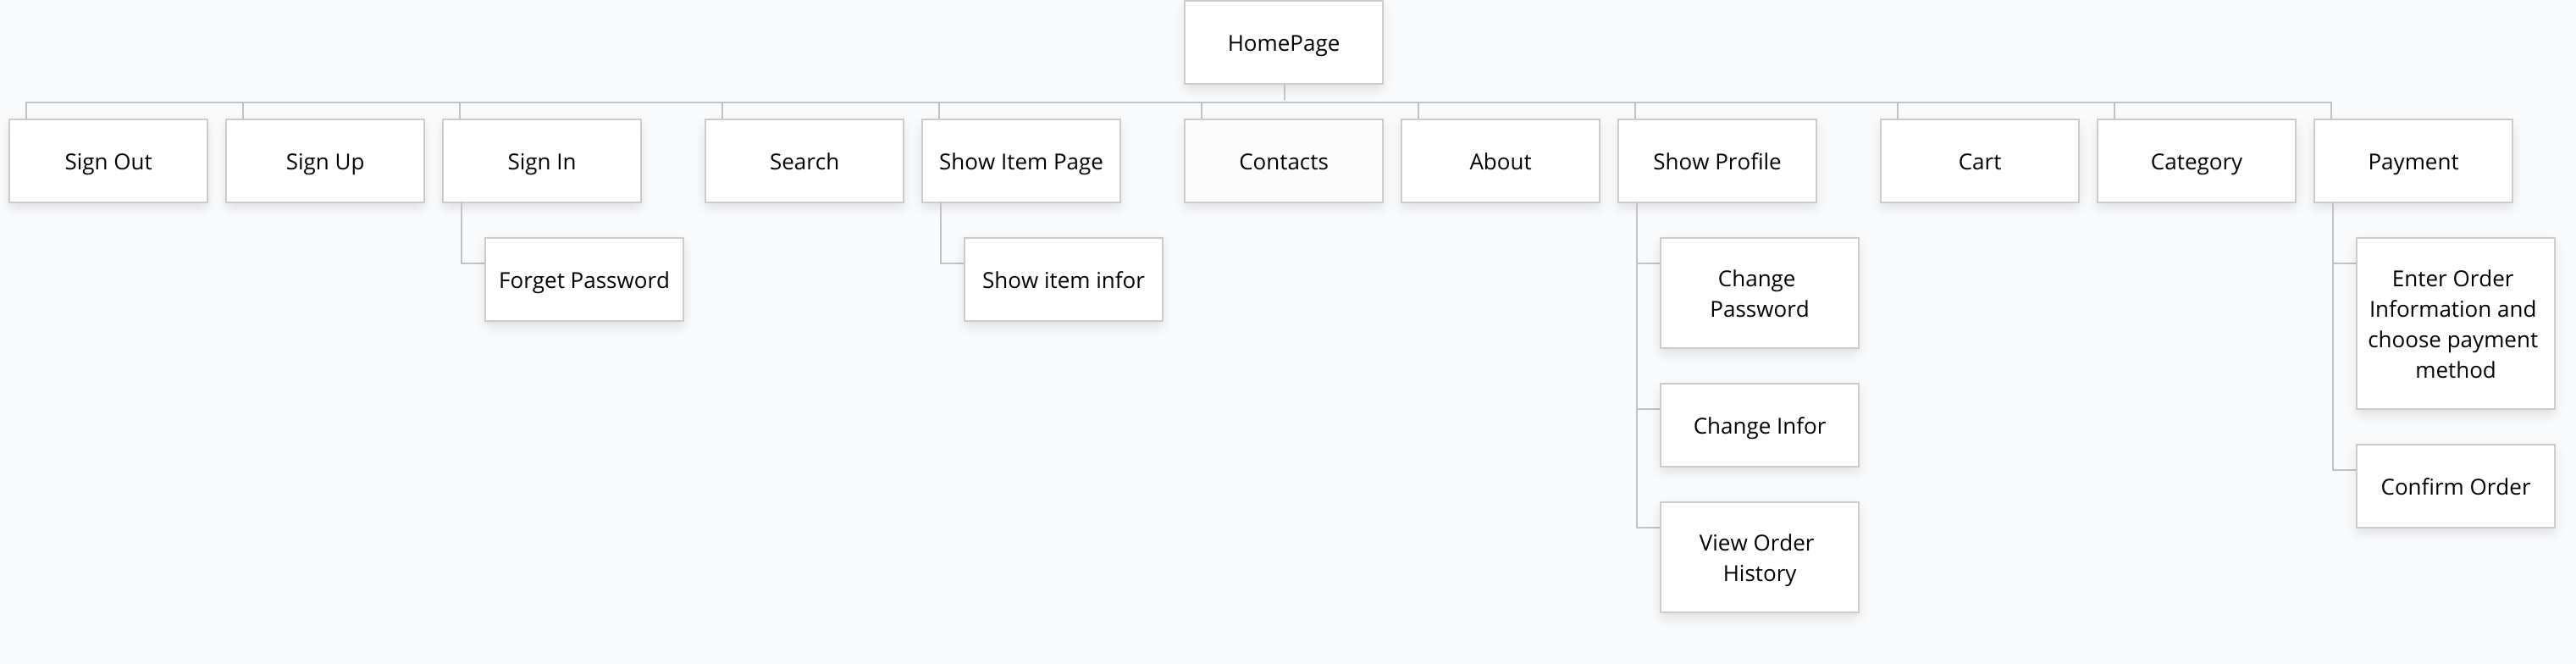 HomePage
Sign Out
Sign Up
Sign In
Search
Show Item Page
Contacts
About
Show Profile
Cart
Category
Payment
Forget Password
Show item infor
Change
Password
Change Infor
View Order
History
Enter Order
Information and
choose payment
method
Confirm Order